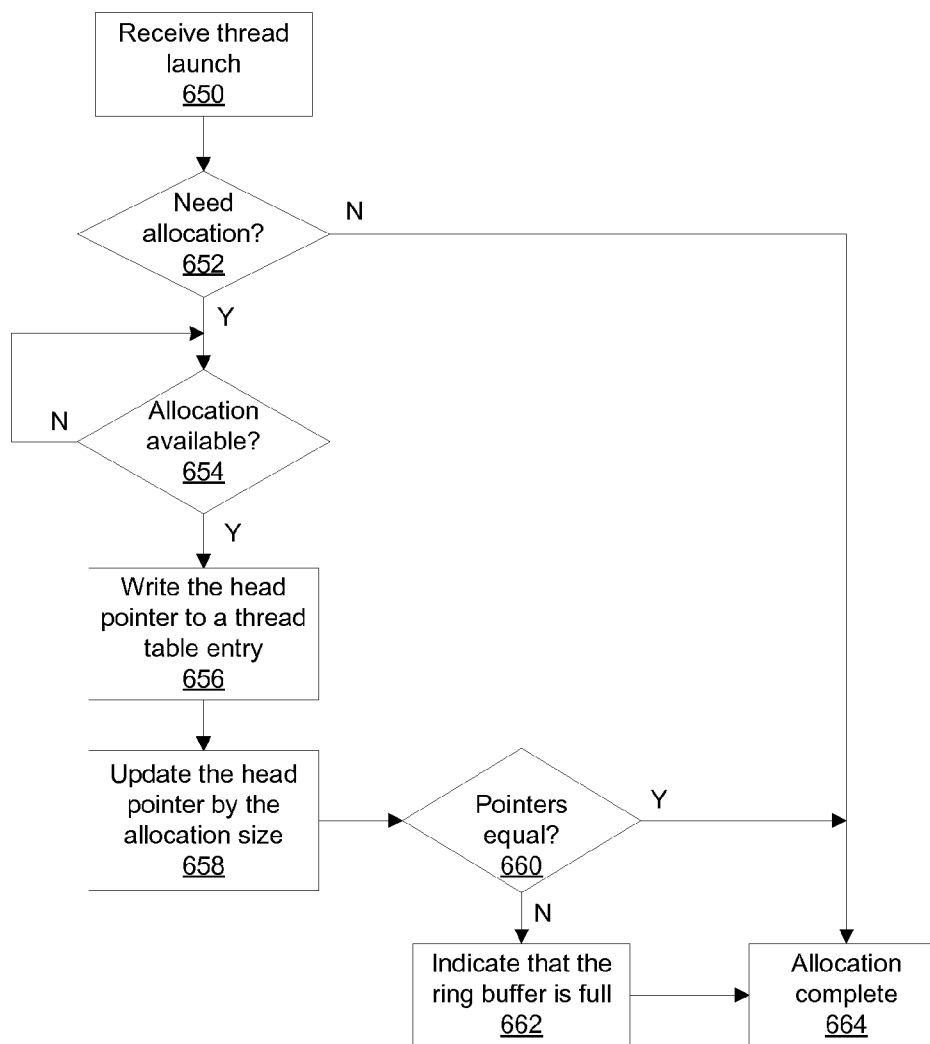 Receive thread
launch
650
Need
allocation?
652
N
Y
Allocation
available?
654
N
Y
Write the head
pointer to a thread
table entry
656
Update the head
pointer by the
allocation size
658
Pointers
equal?
660
Y
N
Indicate that the
ring buffer is full
662
Allocation
complete
664